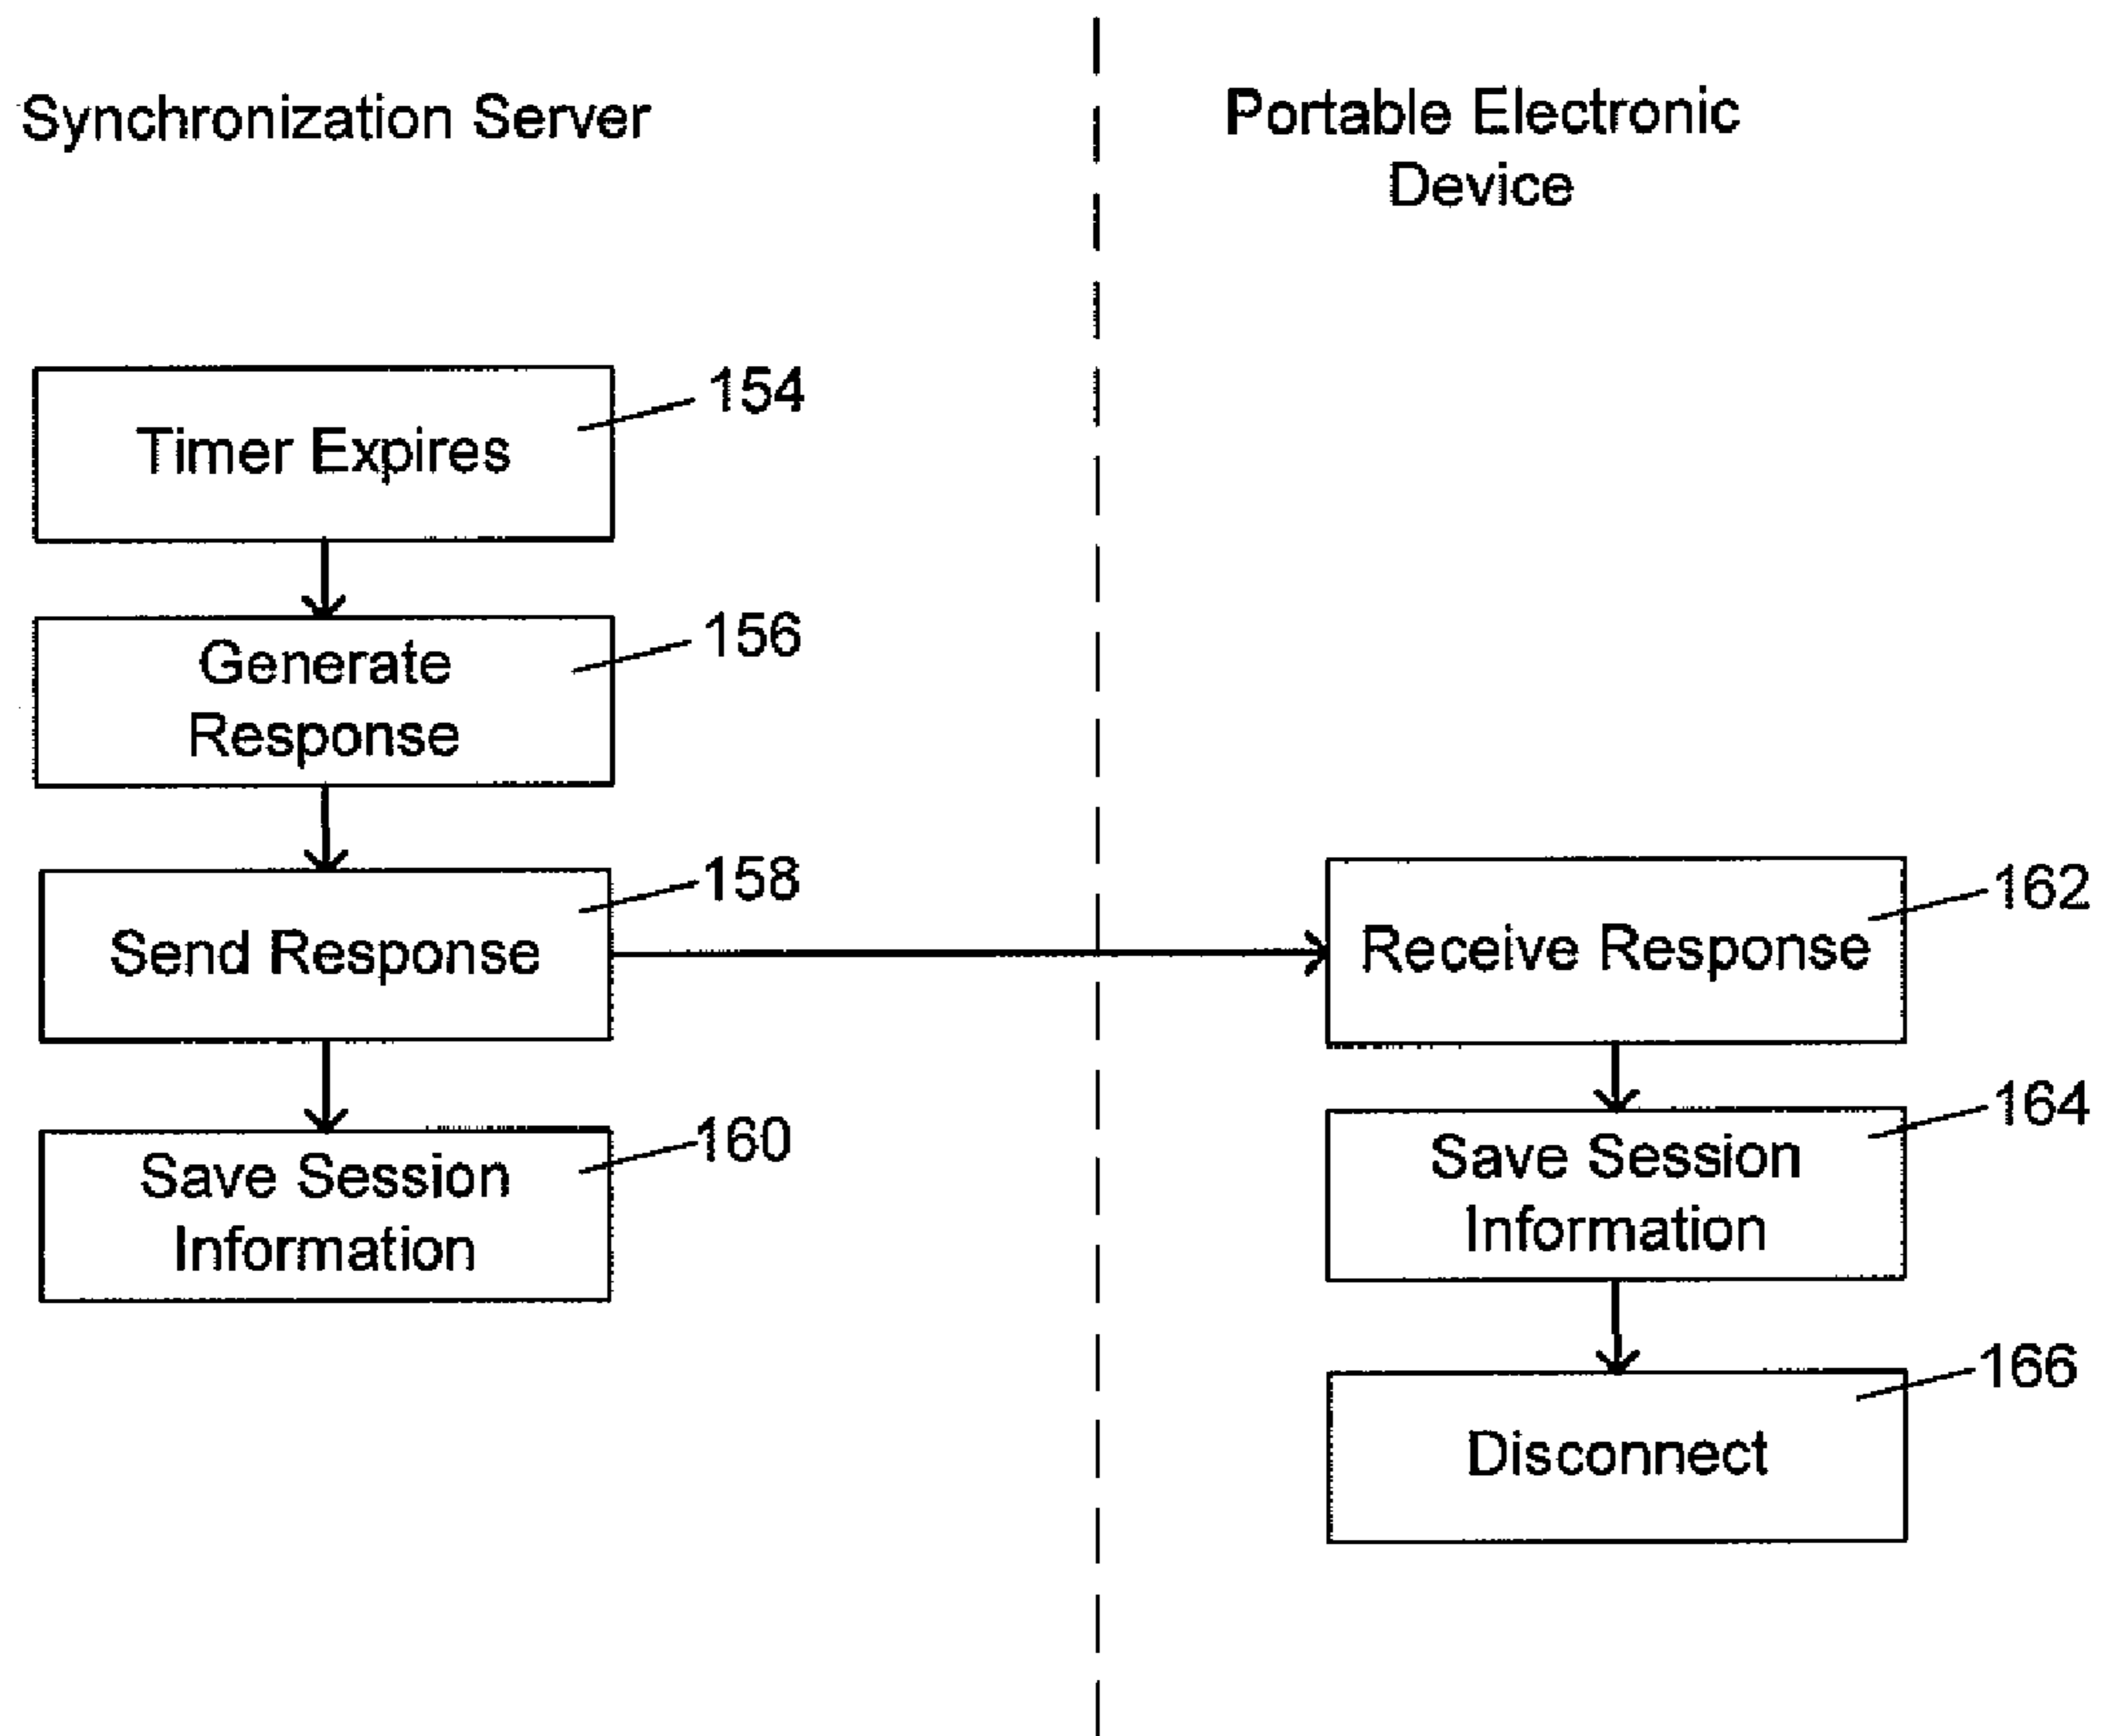 Synchronization Server
Portable Electronic
Device
Timer Expires
154
Generate
Response
156
Send Response
158
Save Session
Information
160
Receive Response
162
Save Session
Information
164
Disconnect
166